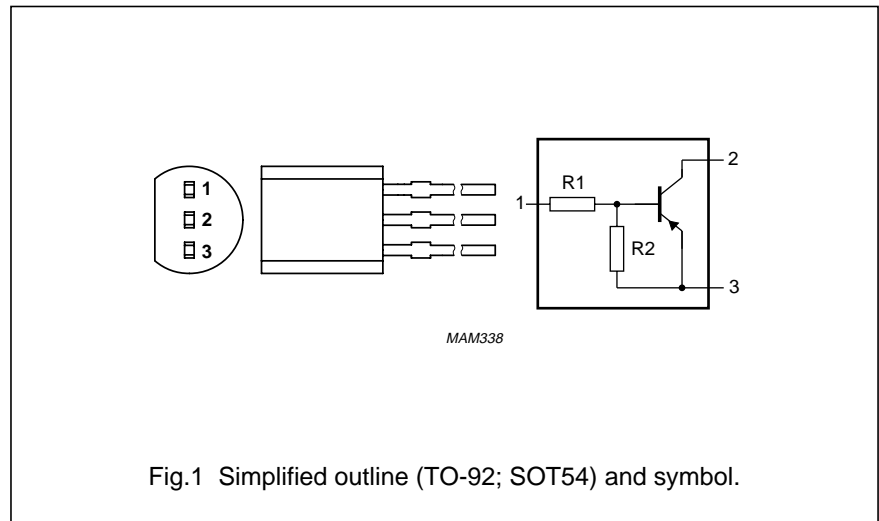 1
2
3
1
R1
R2
2
3
MAM338
Fig.1 Simplified outline (TO-92; SOT54) and symbol.